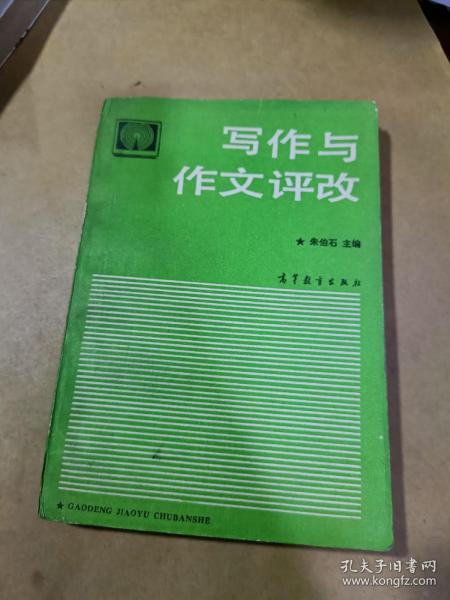 写作与
作文评改
★ 朱伯石 主编
高等教育出版社
★ GAODENG JIAOYU CHUBANSHE
孔夫子旧书网
www.kongfz.com